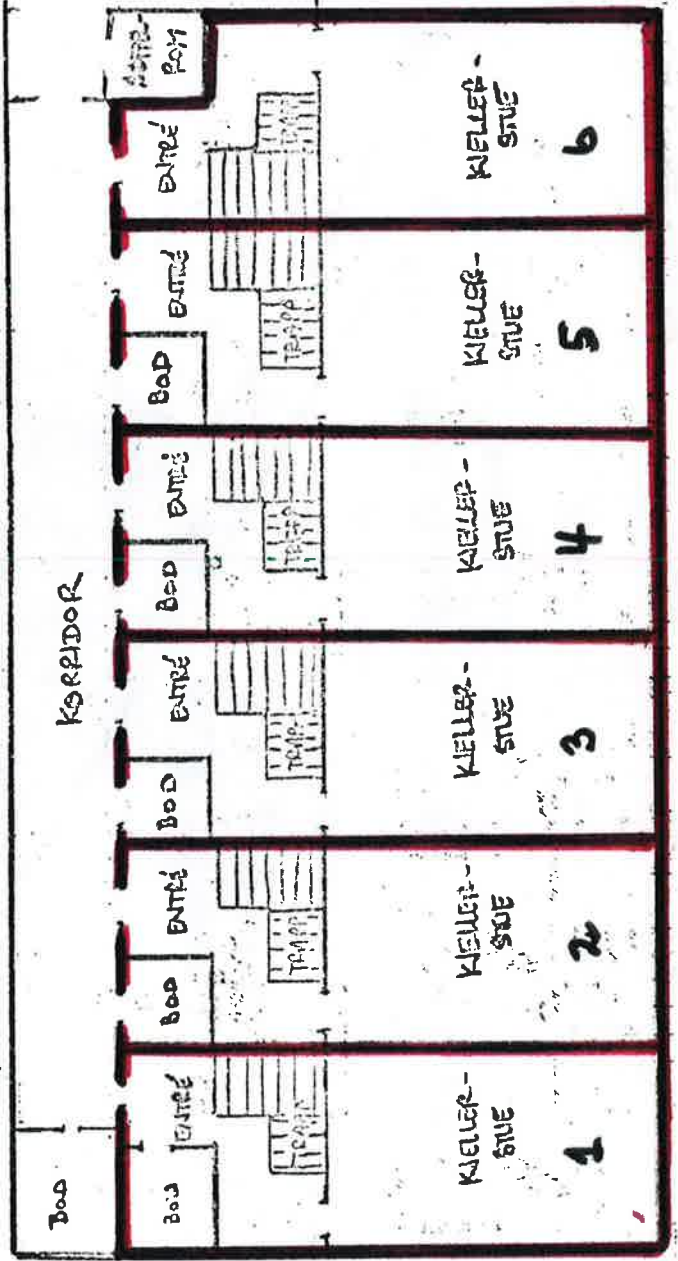 BOD
KORRIDOR
BOD
ENTRÉ
BOD
ENTRÉ
BOD
ENTRÉ
BOD
ENTRÉ
BOD
ENTRÉ
ENTRÉ
ROM
TRAPP
TRAPP
TRAPP
TRAPP
TRAPP
TRAPP
KJELLER-
STUE
1
KJELLER-
STUE
2
KJELLER-
STUE
3
KJELLER-
STUE
4
KJELLER-
STUE
5
KJELLER-
STUE
6